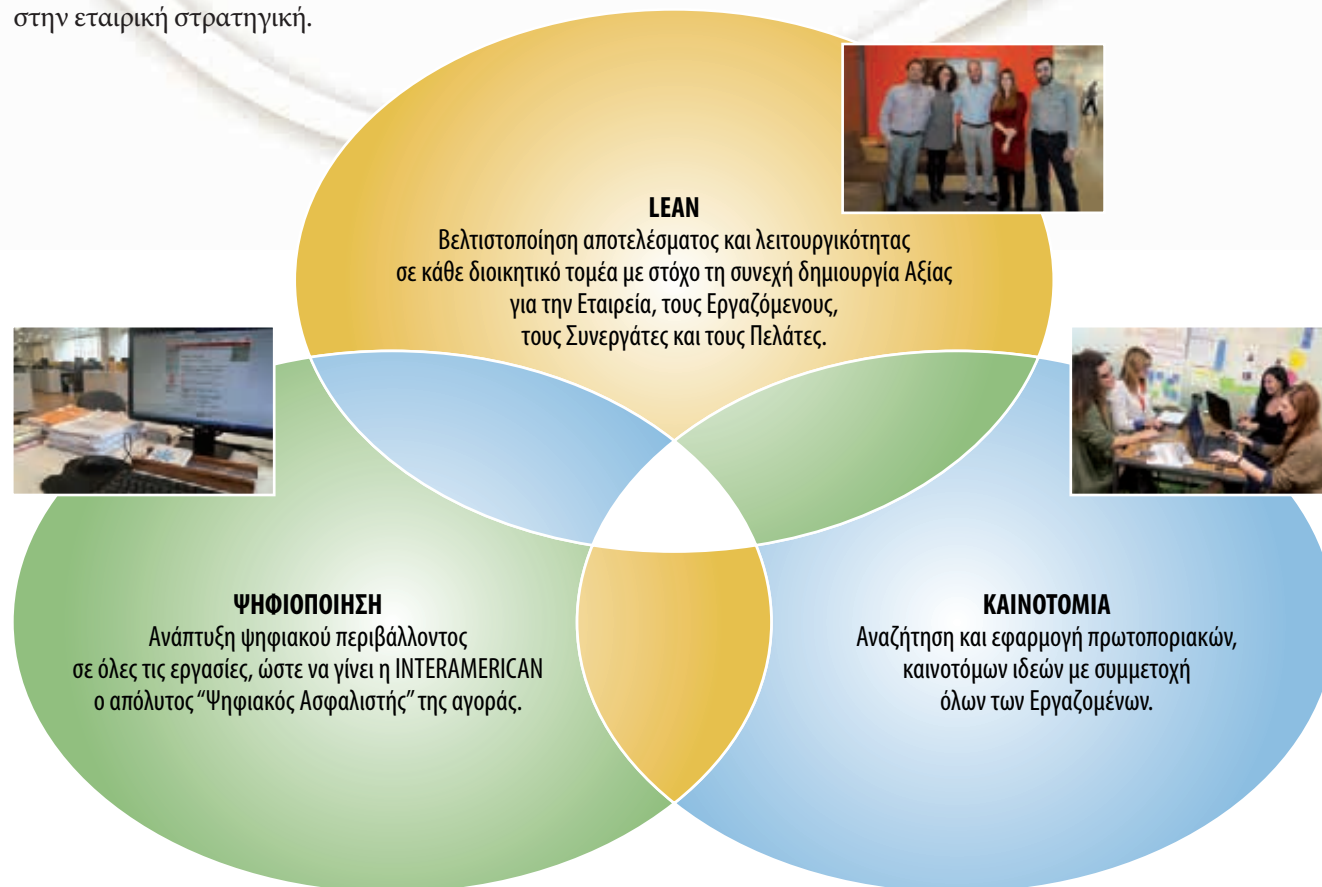 στην εταιρική στρατηγική.
LEAN
Βελτιστοποίηση αποτελέσματος και λειτουργικότητας
σε κάθε διοικητικό τομέα με στόχο τη συνεχή δημιουργία Αξίας
για την Εταιρεία, τους Εργαζόμενους,
τους Συνεργάτες και τους Πελάτες.
ΨΗΦΙΟΠΟΙΗΣΗ
Ανάπτυξη ψηφιακού περιβάλλοντος
σε όλες τις εργασίες, ώστε να γίνει η INTERAMERICAN
ο απόλυτος “Ψηφιακός Ασφαλιστής” της αγοράς.
ΚΑΙΝΟΤΟΜΙΑ
Αναζήτηση και εφαρμογή πρωτοποριακών,
καινοτόμων ιδεών με συμμετοχή
όλων των Εργαζομένων.